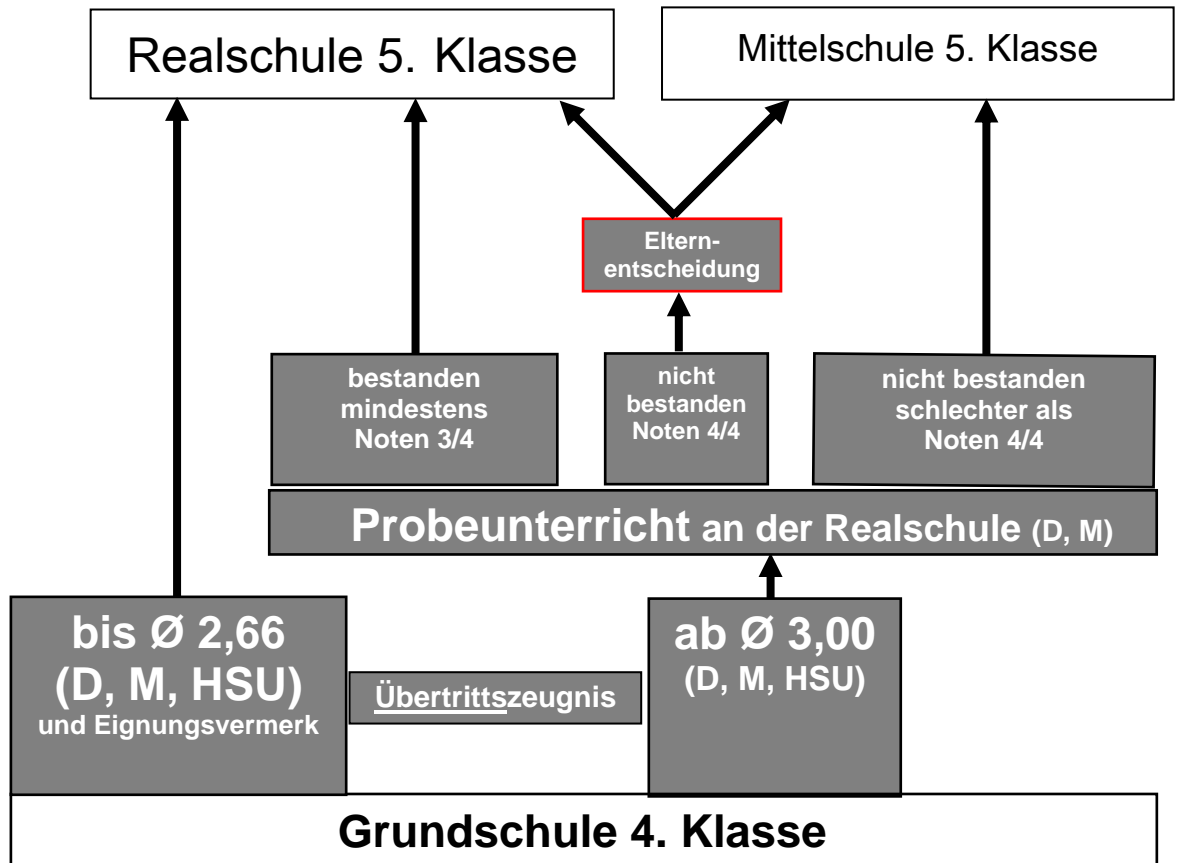 Realschule 5. Klasse
Mittelschule 5. Klasse
Eltern-
entscheidung
bestanden
mindestens
Noten 3/4
nicht
bestanden
Noten 4/4
nicht bestanden
schlechter als
Noten 4/4
Probeunterricht an der Realschule (D, M)
bis Ø 2,66
(D, M, HSU)
und Eignungsvermerk
Übertrittszeugnis
ab Ø 3,00
(D, M, HSU)
Grundschule 4. Klasse